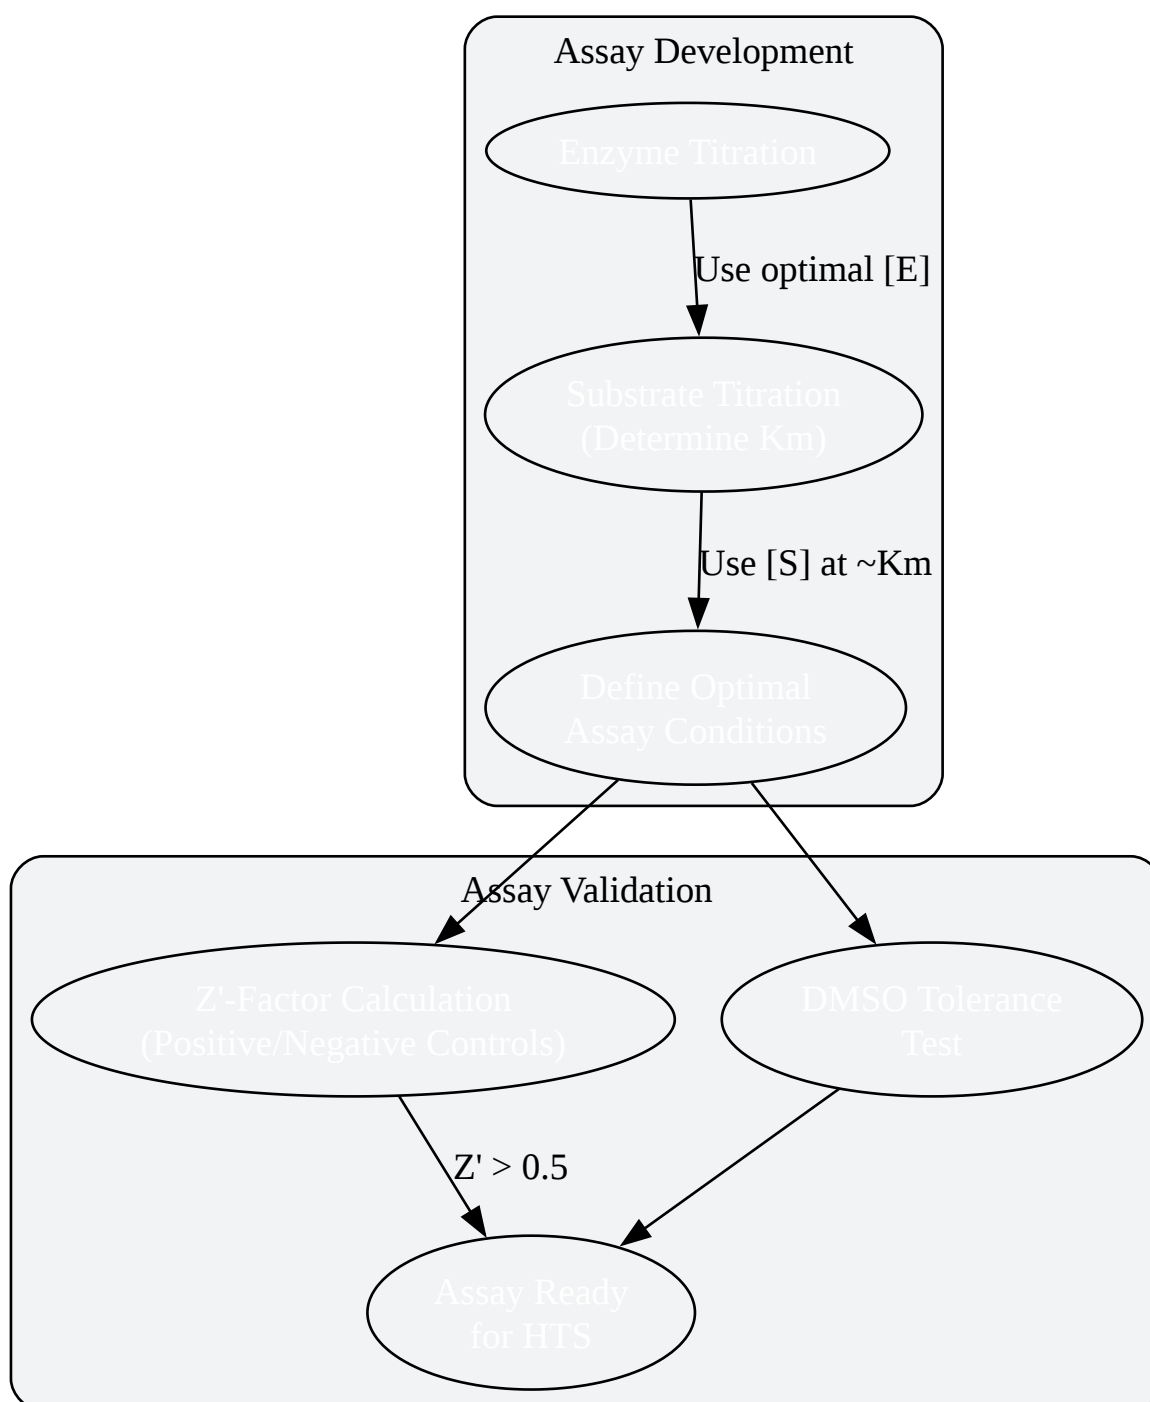 Assay Development
Enzyme Titration
Use optimal [E]
Substrate Titration
(Determine Km)
Use [S] at ~Km
Define Optimal
Assay Conditions
Assay Validation
Z'-Factor Calculation
(Positive/Negative Controls)
DMSO Tolerance
Test
Z' > 0.5
Assay Ready
for HTS